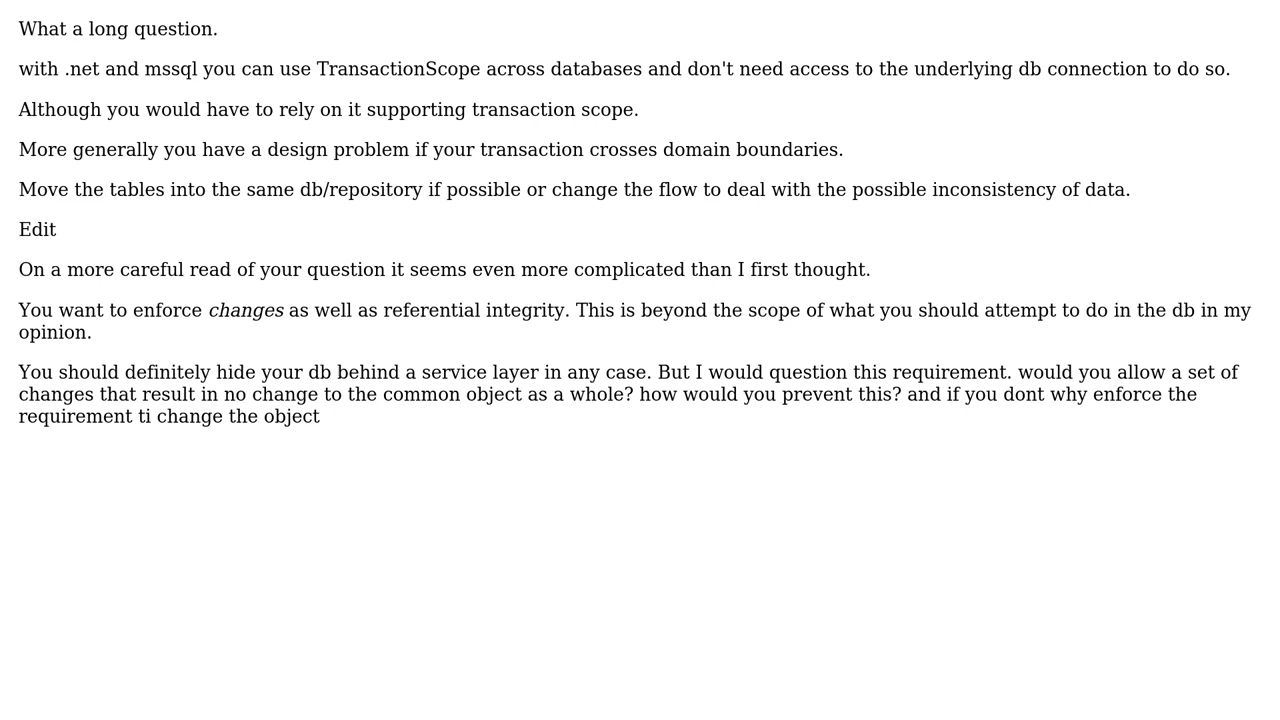 What a long question.
with .net and mssql you can use TransactionScope across databases and don't need access to the underlying db connection to do so.
Although you would have to rely on it supporting transaction scope.
More generally you have a design problem if your transaction crosses domain boundaries.
Move the tables into the same db/repository if possible or change the flow to deal with the possible inconsistency of data.
Edit
On a more careful read of your question it seems even more complicated than I first thought.
You want to enforce changes as well as referential integrity. This is beyond the scope of what you should attempt to do in the db in my
opinion.
You should definitely hide your db behind a service layer in any case. But I would question this requirement. would you allow a set of
changes that result in no change to the common object as a whole? how would you prevent this? and if you dont why enforce the
requirement ti change the object